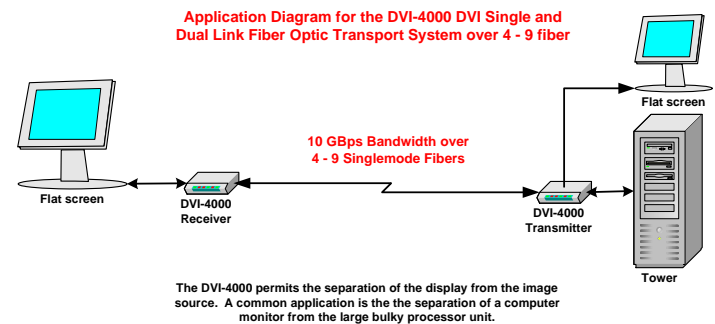 Application Diagram for the DVI-4000 DVI Single and
Dual Link Fiber Optic Transport System over 4 - 9 fiber
Flat screen
10 GBps Bandwidth over
4 - 9 Singlemode Fibers
Flat screen
DVI-4000
Receiver
DVI-4000
Transmitter
Tower
The DVI-4000 permits the separation of the display from the image
source.  A common application is the the separation of a computer
monitor from the large bulky processor unit.